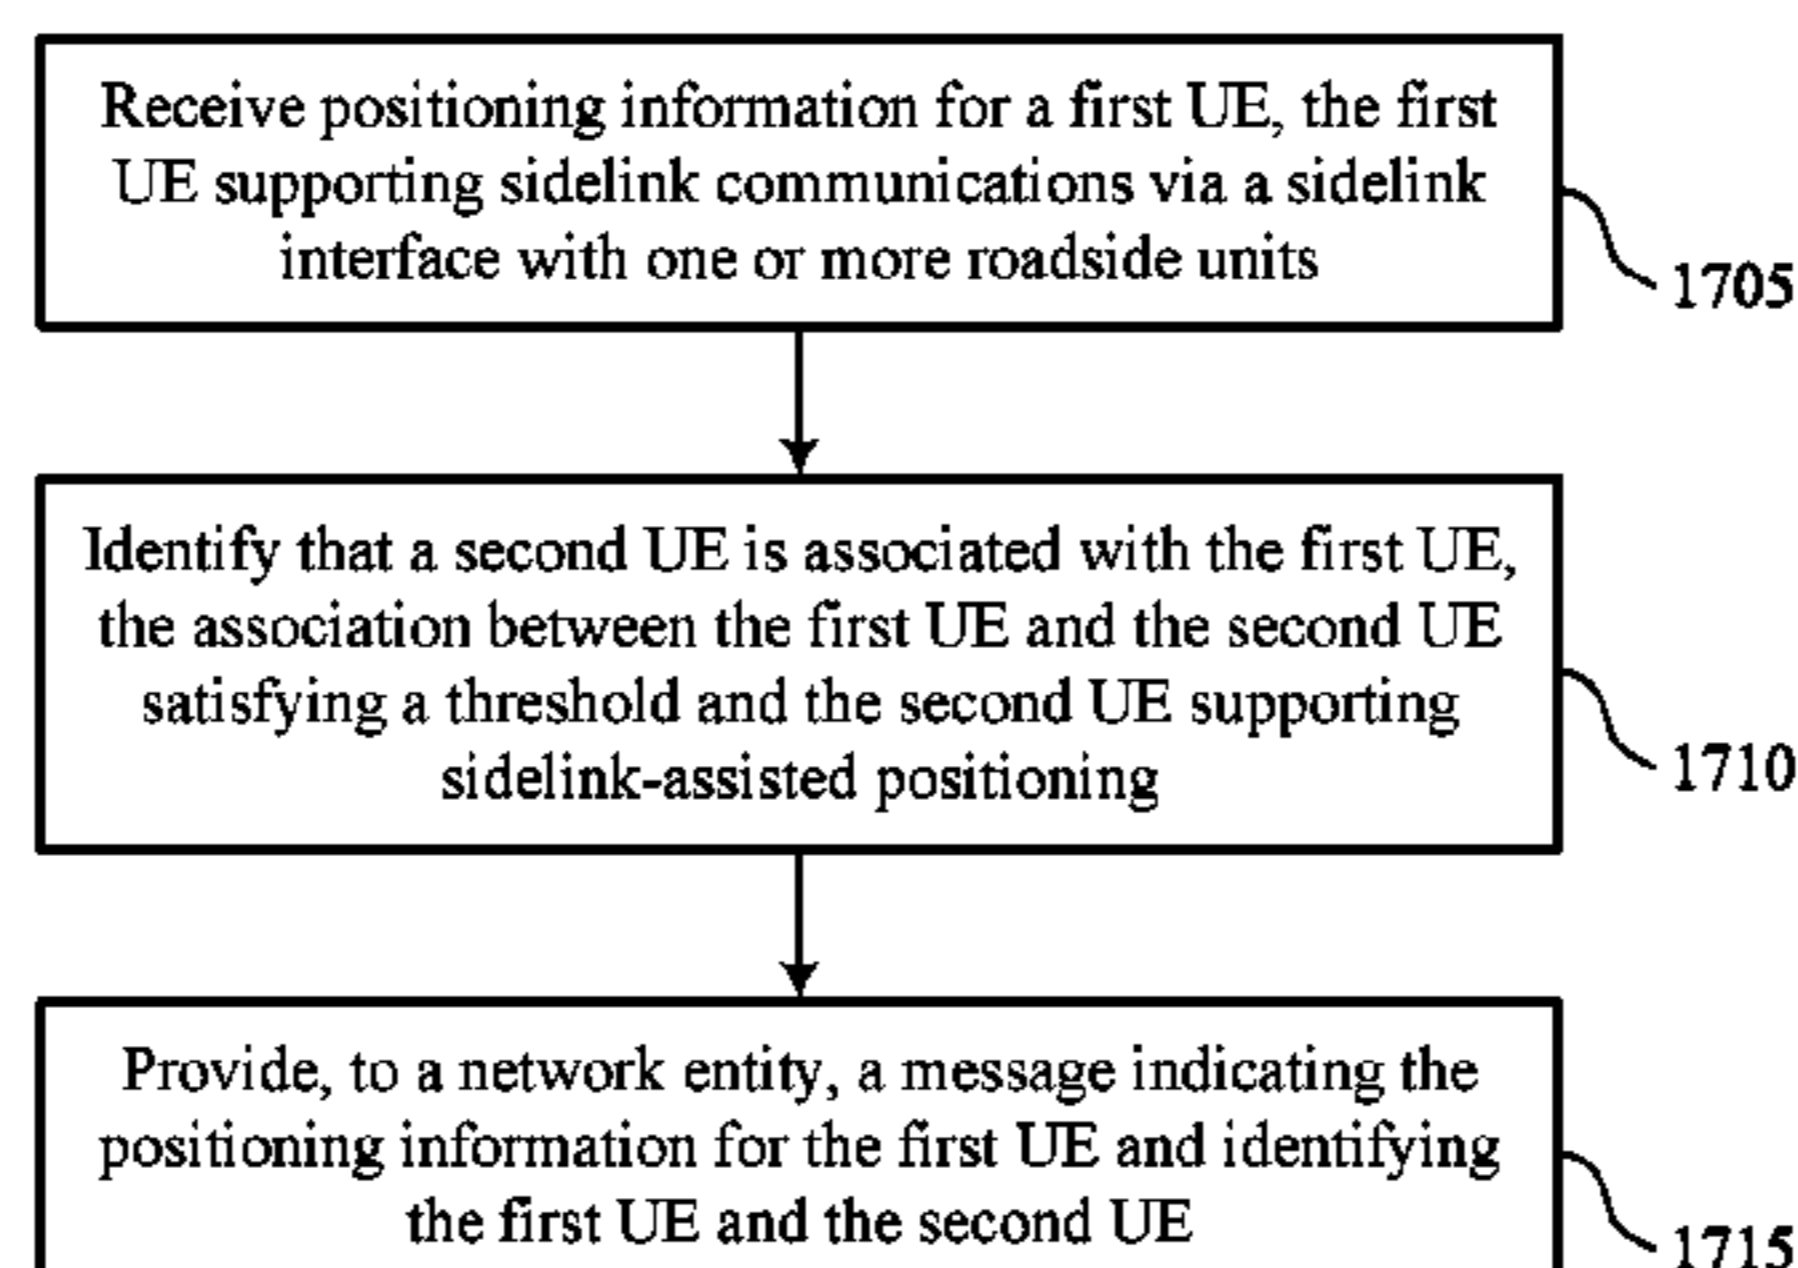 Receive positioning information for a first UE, the first
UE supporting sidelink communications via a sidelink
interface with one or more roadside units
1705
Identify that a second UE is associated with the first UE,
the association between the first UE and the second UE
satisfying a threshold and the second UE supporting
sidelink-assisted positioning
1710
Provide, to a network entity, a message indicating the
positioning information for the first UE and identifying
the first UE and the second UE
1715